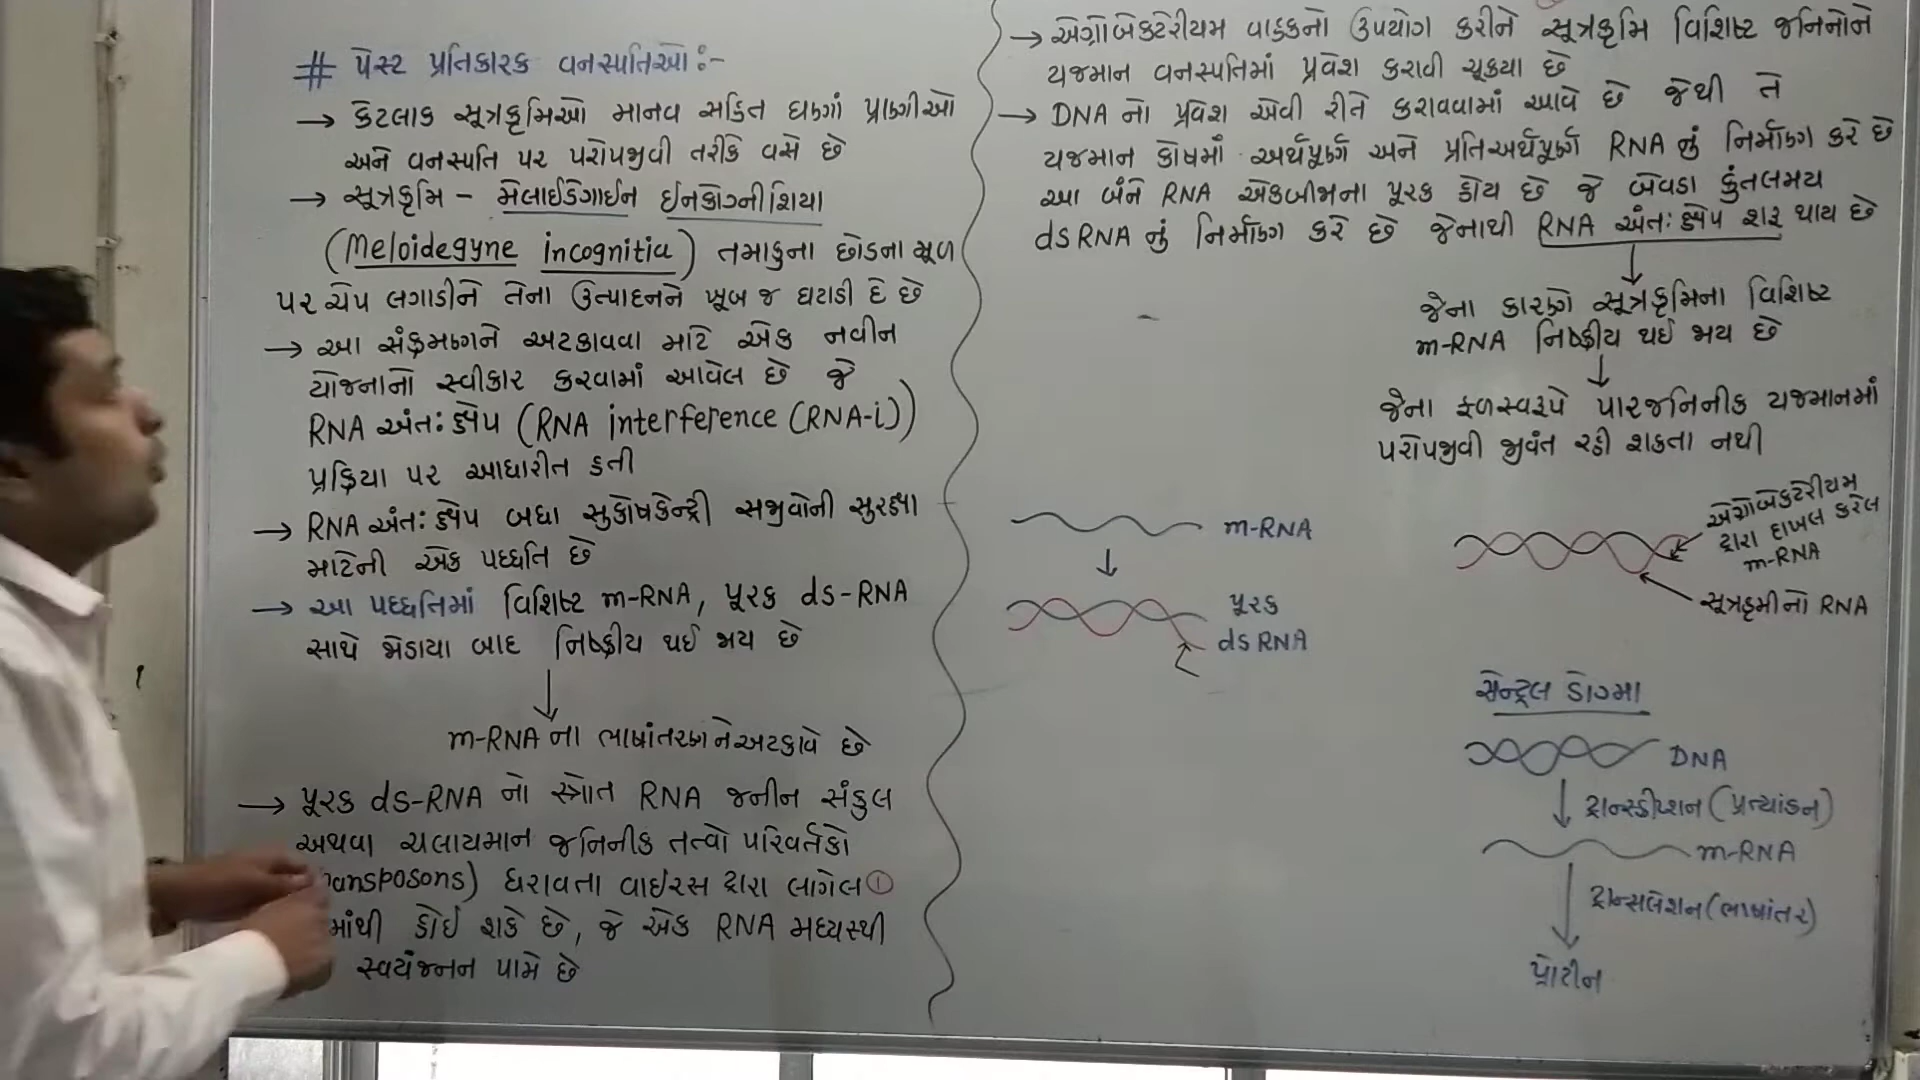 # પેસ્ટ પ્રતિકારક વનસ્પતિઓ :-
→ કેટલાક સૂત્રકૃમિઓ માનવ સહિત ઘણાં પ્રાણીઓ
અને વનસ્પતિ પર પરોપજીવી તરીકે વસે છે
→ સૂત્રકૃમિ - મેલાઈડેગાઈન ઈનકોગ્નીશિયા
(Meloidegyne incognitia) તમાકુના છોડના મૂળ
પર ચેપ લગાડીને તેના ઉત્પાદનને ખૂબ જ ઘટાડી દે છે
→ આ સંક્રમણને અટકાવવા માટે એક નવીન
યોજનાનો સ્વીકાર કરવામાં આવેલ છે જે
RNA અંતઃક્ષેપ (RNA interference (RNA-i))
પ્રક્રિયા પર આધારીત હતી
→ RNA અંતઃક્ષેપ બધા સુકોષકેન્દ્રી સજીવોની સુરક્ષા
માટેની એક પધ્ધતિ છે
→ આ પધ્ધતિમાં વિશિષ્ટ m-RNA, પૂરક ds-RNA
સાથે જોડાયા બાદ નિષ્ક્રીય થઈ જાય છે
↓
m-RNA ના ભાષાંતરણને અટકાવે છે
→ પૂરક ds-RNA નો સ્ત્રોત RNA જનીન સંકુલ
અથવા ચલાયમાન જનિનીક તત્વો પરિવર્તકો
ansposons) ધરાવતા વાઈરસ દ્વારા લાગેલ ①
માંથી હોઈ શકે છે, જે એક RNA મધ્યસ્થી
સ્વયંજનન પામે છે
→ એગ્રોબેક્ટેરીયમ વાહકનો ઉપયોગ કરીને સૂત્રકૃમિ વિશિષ્ટ જનિનોને
યજમાન વનસ્પતિમાં પ્રવેશ કરાવી ચૂક્યા છે
→ DNA નો પ્રવેશ એવી રીતે કરાવવામાં આવે છે જેથી તે
યજમાન કોષમાં અર્થપૂર્ણ અને પ્રતિઅર્થપૂર્ણ RNA નું નિર્માણ કરે છે
આ બંને RNA એકબીજાના પૂરક હોય છે જે બેવડા કુંતલમય
dsRNA નું નિર્માણ કરે છે જેનાથી RNA અંતઃક્ષેપ શરૂ થાય છે
↓
જેના કારણે સૂત્રકૃમિના વિશિષ્ટ
m-RNA નિષ્ક્રીય થઈ જાય છે
↓
જેના ફળસ્વરૂપે પારજનિનીક યજમાનમાં
પરોપજીવી જીવંત રહી શકતા નથી
m-RNA
↓
પૂરક
dsRNA
એગ્રોબેક્ટેરીયમ
દ્વારા દાખલ કરેલ
m-RNA
સૂત્રકૃમીનો RNA
સેન્ટ્રલ ડોગ્મા
DNA
↓ ટ્રાન્સ્ક્રીપ્શન (પ્રત્યાંકન)
m-RNA
↓ ટ્રાન્સલેશન (ભાષાંતર)
પ્રોટીન